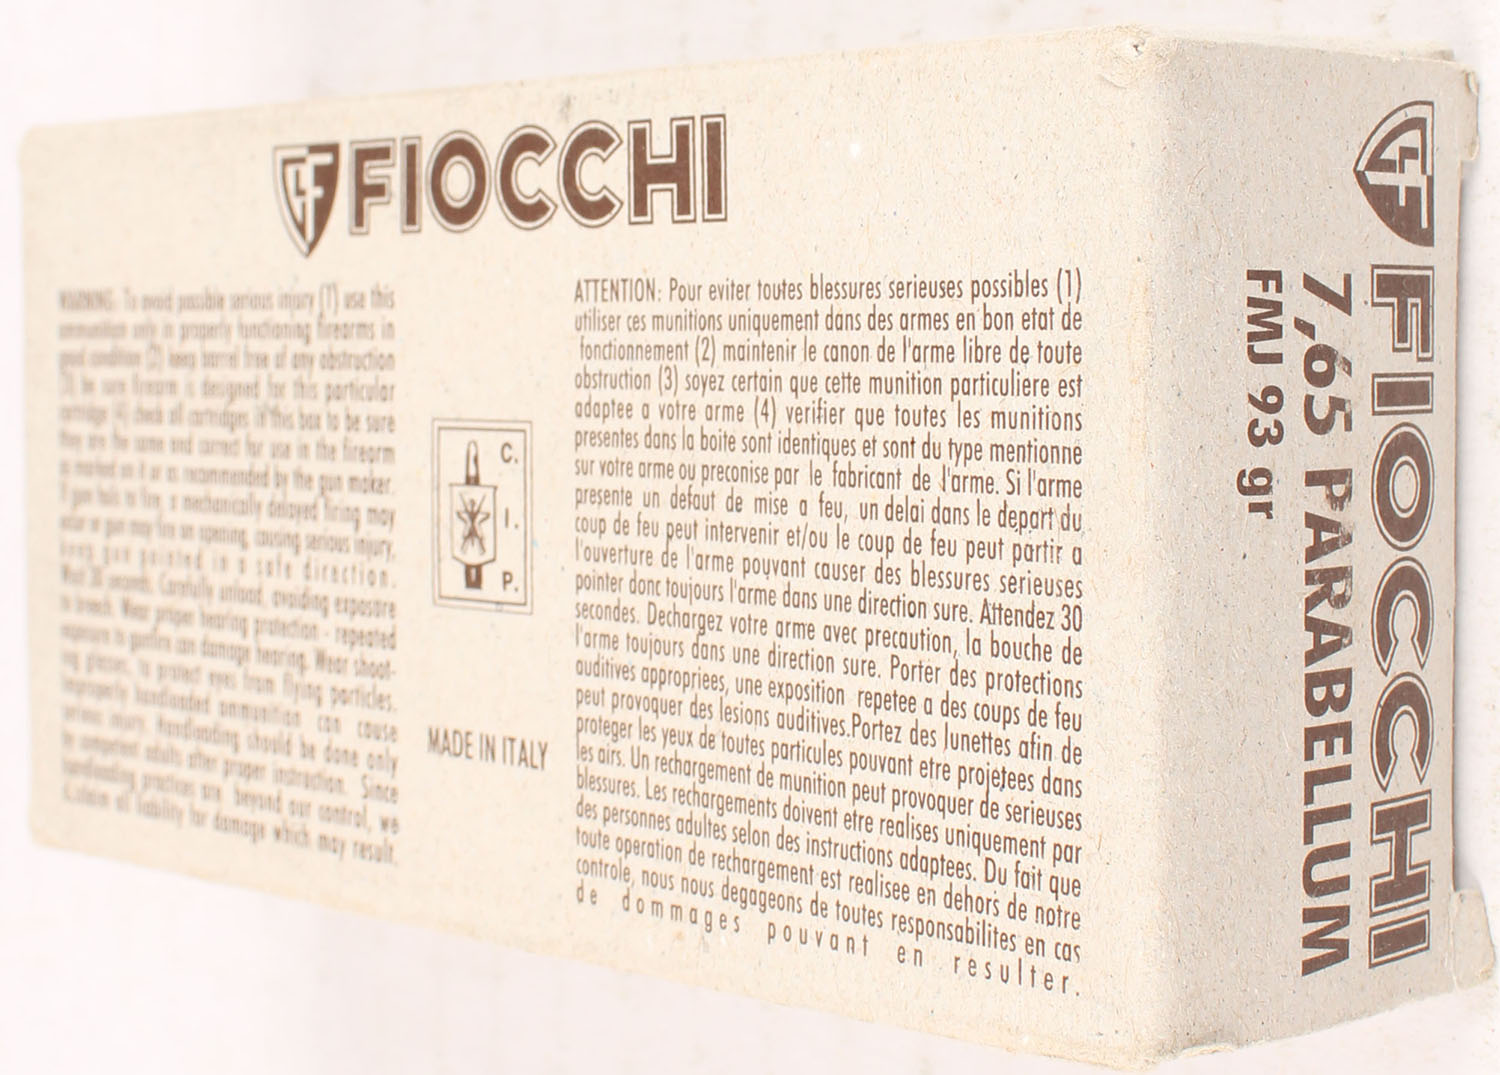 FIOCCHI
WARNING: To avoid possible serious injury (1) use this
ammunition only in properly functioning firearms in
good condition (2) keep barrel free of any obstruction
(3) be sure firearm is designed for this particular
cartridge (4) check all cartridges in this box to be sure
they are the same and correct for use in the firearm
as marked on it or as recommended by the gun maker.
If gun fails to fire, a mechanically delayed firing may
occur or gun may fire on opening, causing serious injury,
keep gun pointed in a safe direction.
Wait 30 seconds. Carefully unload, avoiding exposure
to breech. Wear proper hearing protection - repeated
exposure to gunfire can damage hearing. Wear shoot-
ing glasses, to protect eyes from flying particles.
Improperly handloaded ammunition can cause
serious injury. Handloading should be done only
by competent adults after proper instruction. Since
handloading practices are beyond our control, we
disclaim all liability for damage which may result.
C.
I.
P.
MADE IN ITALY
ATTENTION: Pour eviter toutes blessures serieuses possibles (1)
utiliser ces munitions uniquement dans des armes en bon etat de
fonctionnement (2) maintenir le canon de l'arme libre de toute
obstruction (3) soyez certain que cette munition particuliere est
adaptee a votre arme (4) verifier que toutes les munitions
presentes dans la boite sont identiques et sont du type mentionne
sur votre arme ou preconise par le fabricant de l'arme. Si l'arme
presente un defaut de mise a feu, un delai dans le depart du
coup de feu peut intervenir et/ou le coup de feu peut partir a
l'ouverture de l'arme pouvant causer des blessures serieuses
pointer donc toujours l'arme dans une direction sure. Attendez 30
secondes. Dechargez votre arme avec precaution, la bouche de
l'arme toujours dans une direction sure. Porter des protections
auditives appropriees, une exposition repetee a des coups de feu
peut provoquer des lesions auditives.Portez des lunettes afin de
proteger les yeux de toutes particules pouvant etre projetees dans
les airs. Un rechargement de munition peut provoquer de serieuses
blessures. Les rechargements doivent etre realises uniquement par
des personnes adultes selon des instructions adaptees. Du fait que
toute operation de rechargement est realisee en dehors de notre
controle, nous nous degageons de toutes responsabilites en cas
de dommages pouvant en resulter.
FIOCCHI
7,65 PARABELLUM
FMJ 93 gr